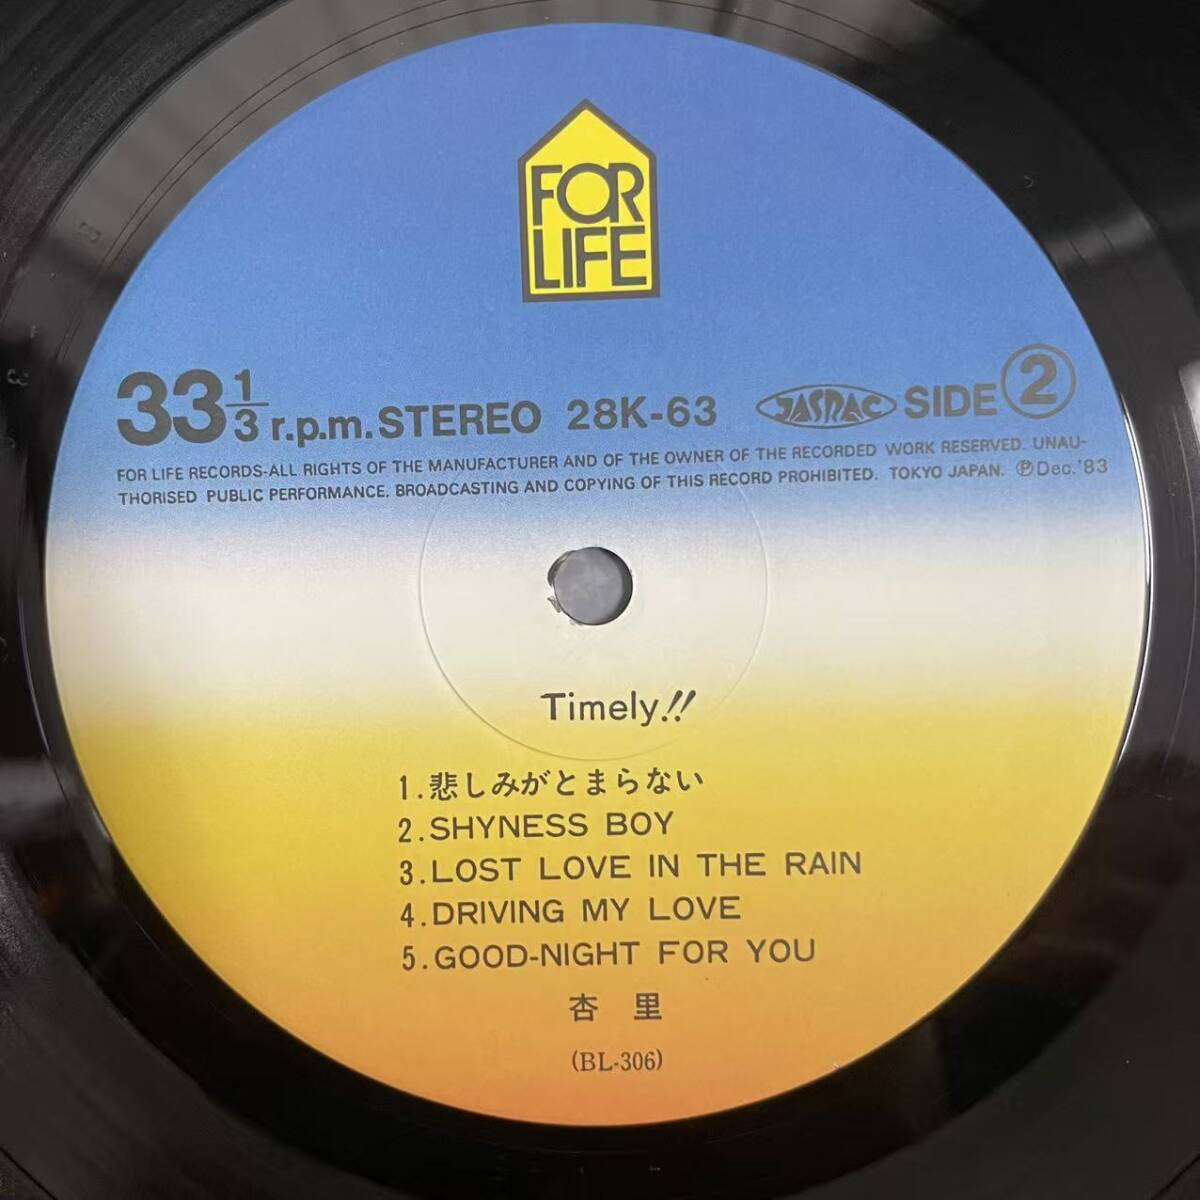 FOR
LIFE
33 1/3 r.p.m. STEREO 28K-63 JASRAC SIDE 2
FOR LIFE RECORDS-ALL RIGHTS OF THE MANUFACTURER AND OF THE OWNER OF THE RECORDED WORK RESERVED. UNAU-
THORISED PUBLIC PERFORMANCE. BROADCASTING AND COPYING OF THIS RECORD PROHIBITED. TOKYO JAPAN. ℗Dec.'83
Timely!!
1.悲しみがとまらない
2.SHYNESS BOY
3.LOST LOVE IN THE RAIN
4.DRIVING MY LOVE
5.GOOD-NIGHT FOR YOU
杏里
(BL-306)